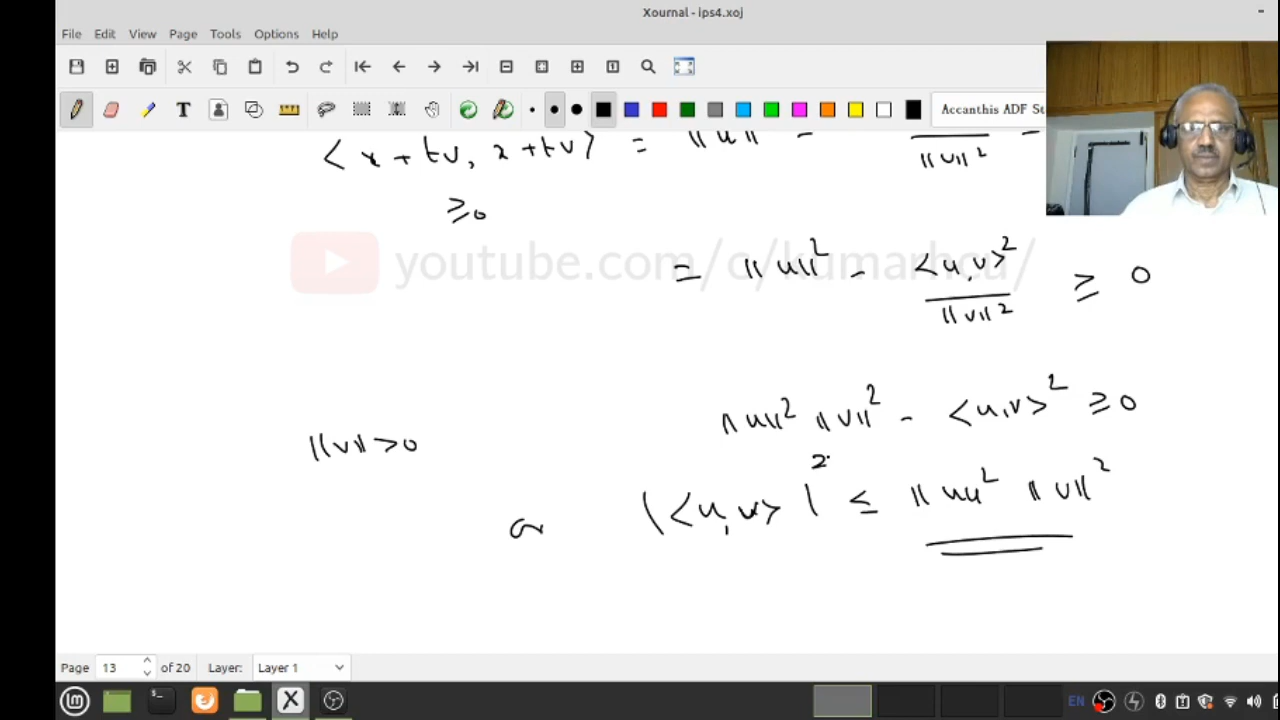 Xournal - ips4.xoj
File Edit View Page Tools Options Help
Accanthis ADF St
< x + tv, x + tv > = ||u|| - ‖v‖² -
≥0
youtube.com/c/kumarhcu/
= ||u||² - <u,v>² / ||v||² ≥ 0
||u||² ||v||² - <u,v>² ≥0
||v|| >0
or |<u,v>|² ≤ ||u||² ||v||²
Page 13 of 20 Layer: Layer 1
EN